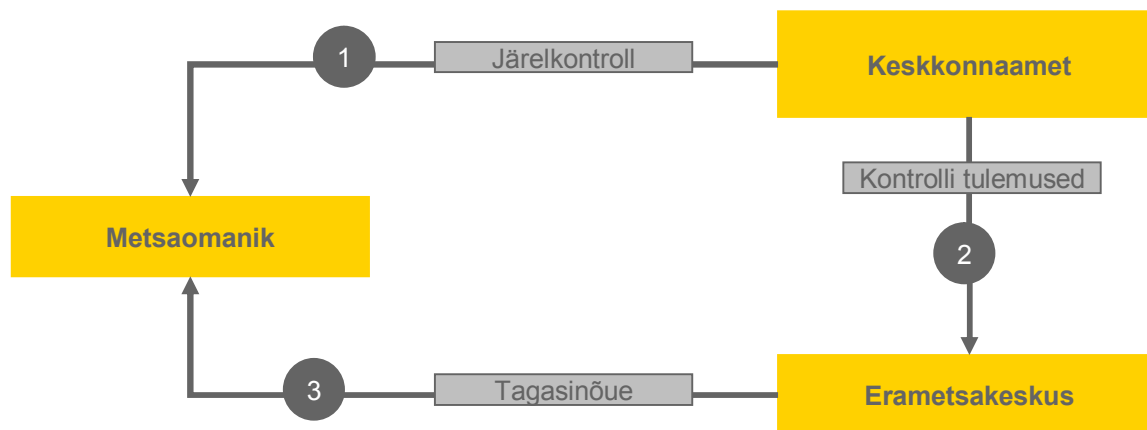 1
Järelkontroll
Keskkonnaamet
Kontrolli tulemused
Metsaomanik
2
3
Tagasinõue
Erametsakeskus